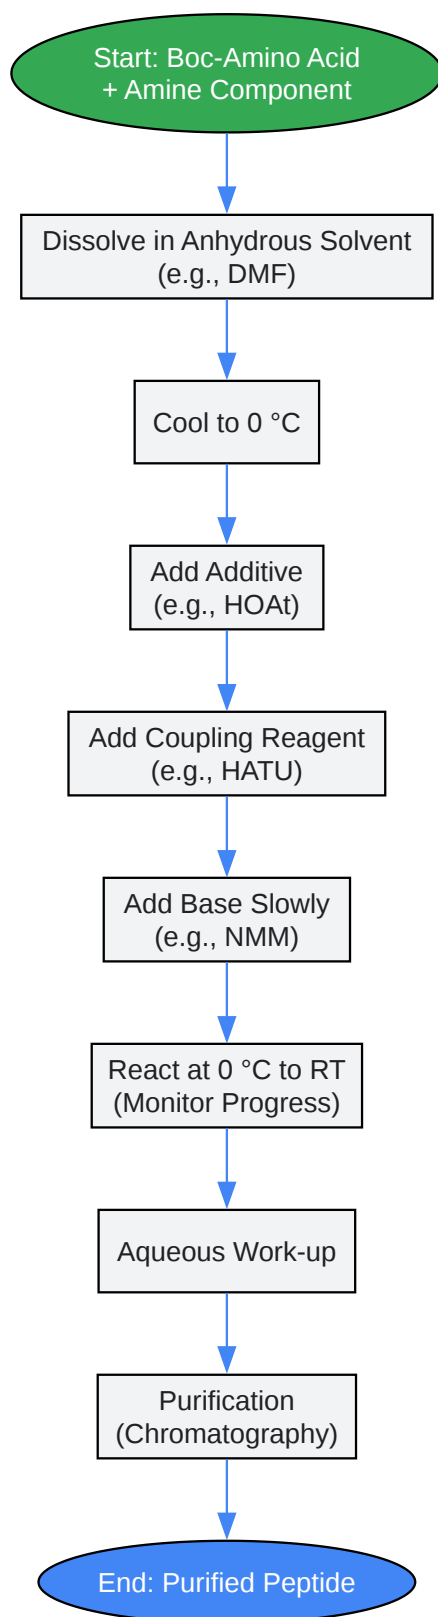 Start: Boc-Amino Acid
+ Amine Component
Dissolve in Anhydrous Solvent
(e.g., DMF)
Cool to 0 °C
Add Additive
(e.g., HOAt)
Add Coupling Reagent
(e.g., HATU)
Add Base Slowly
(e.g., NMM)
React at 0 °C to RT
(Monitor Progress)
Aqueous Work-up
Purification
(Chromatography)
End: Purified Peptide